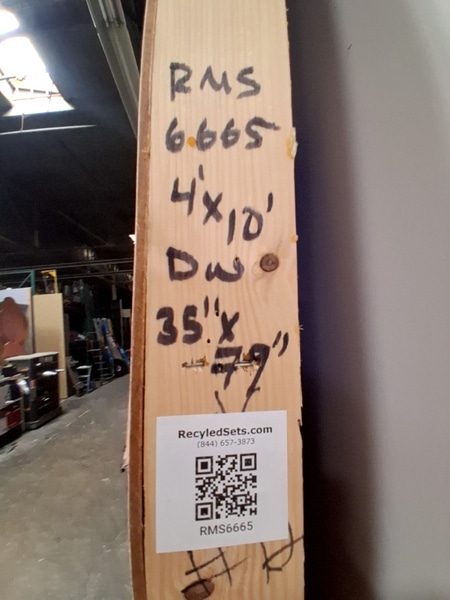 RMS
6665
4'x10'
DW
35"x
79"
RecyledSets.com
(844) 657-3873
RMS6665